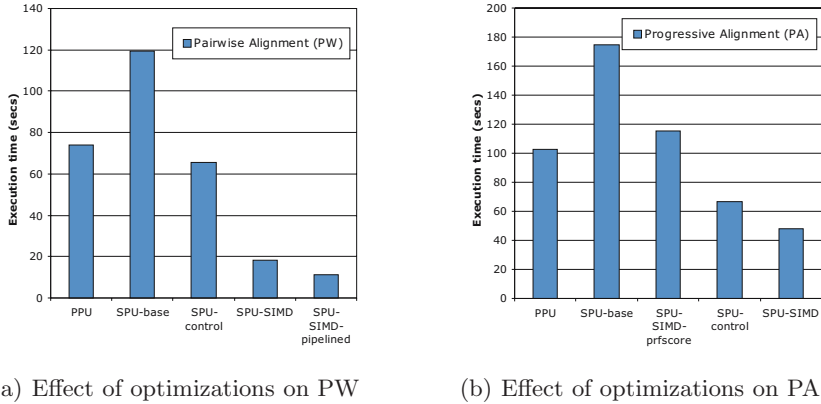 140
120
100
80
60
40
20
0
Execution time (secs)
Pairwise Alignment (PW)
PPU
SPU-base
SPU-
control
SPU-SIMD
SPU-
SIMD-
pipelined
200
180
160
140
120
100
80
60
40
20
0
Execution time (secs)
Progressive Alignment (PA)
PPU
SPU-base
SPU-
SIMD-
prfscore
SPU-
control
SPU-SIMD
a) Effect of optimizations on PW
(b) Effect of optimizations on PA